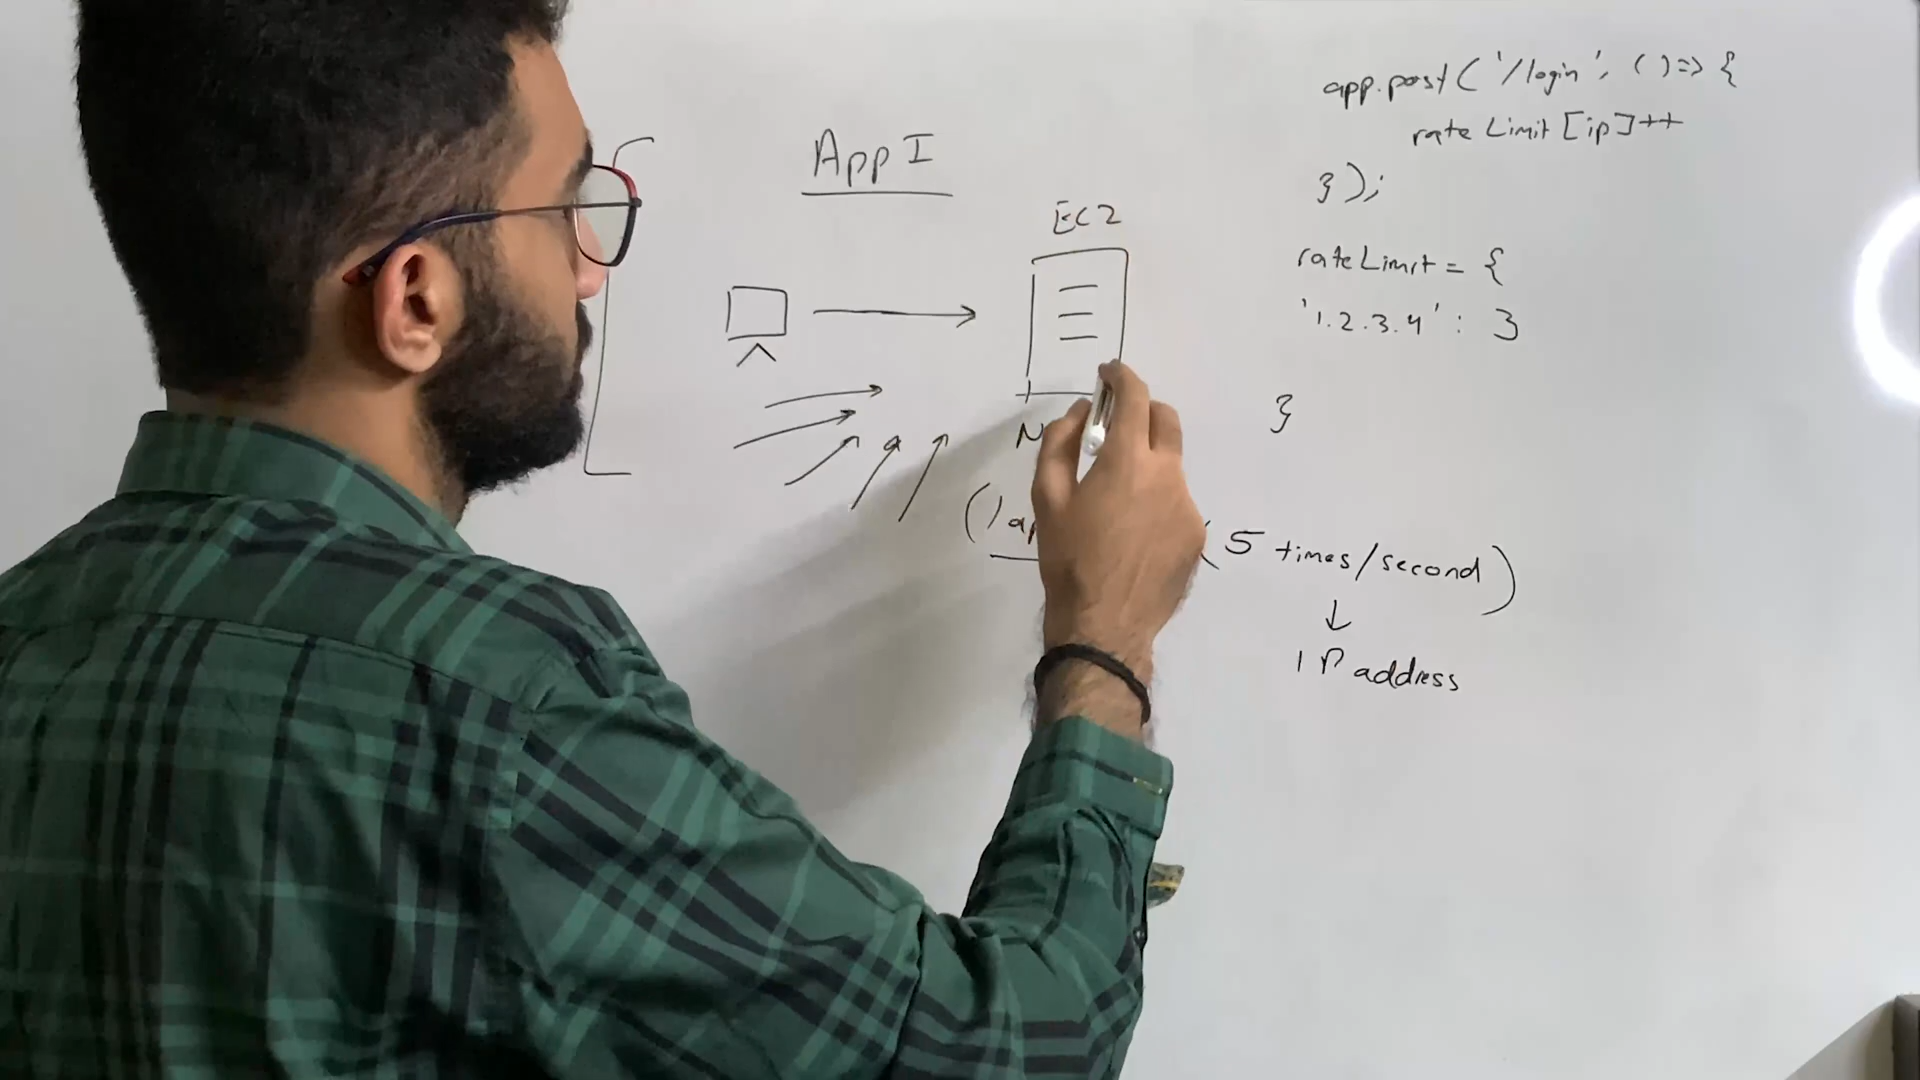 App I
EC2
app.post('/login', () => {
rate Limit [ip]++
});
rateLimit = {
'1.2.3.4' : 3
}
(5 times/second)
↓
IP address